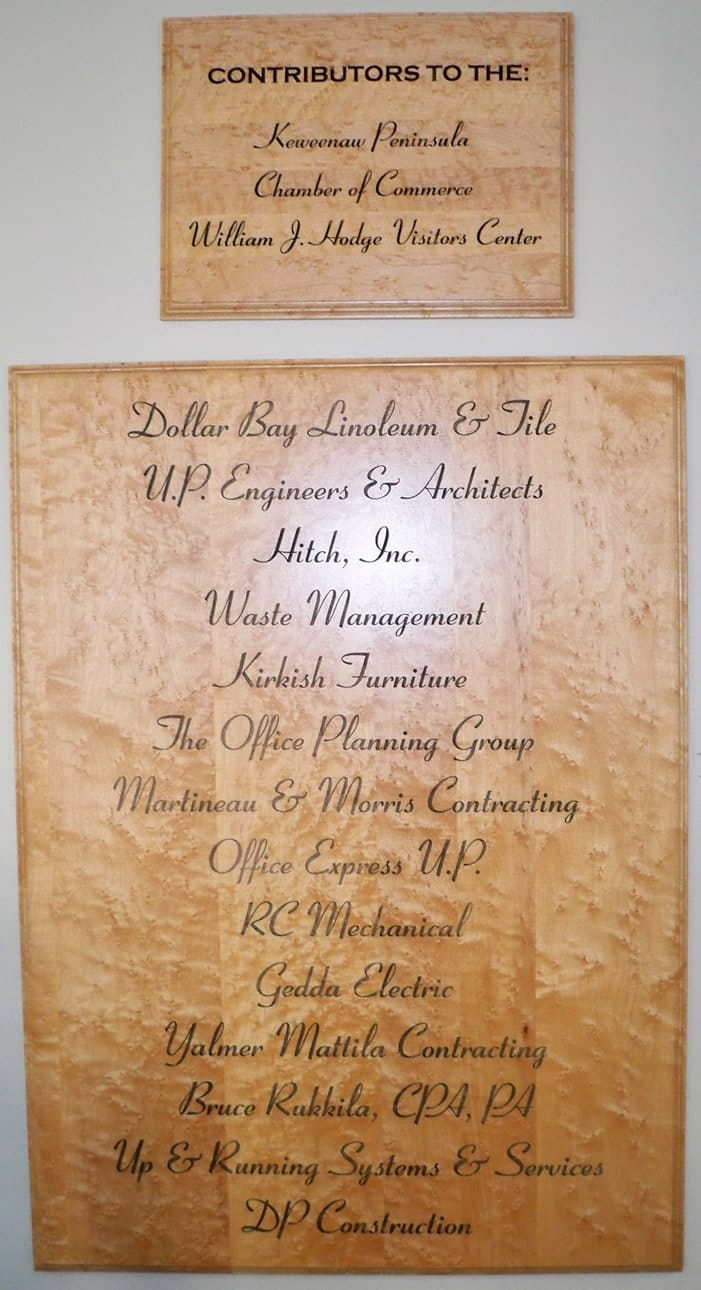 CONTRIBUTORS TO THE:
Keweenaw Peninsula
Chamber of Commerce
William J. Hodge Visitors Center
Dollar Bay Linoleum & Tile
U.P. Engineers & Architects
Hitch, Inc.
Waste Management
Kirkish Furniture
The Office Planning Group
Martineau & Morris Contracting
Office Express U.P.
RC Mechanical
Gedda Electric
Yalmer Mattila Contracting
Bruce Rukkila, CPA, PA
Up & Running Systems & Services
DP Construction